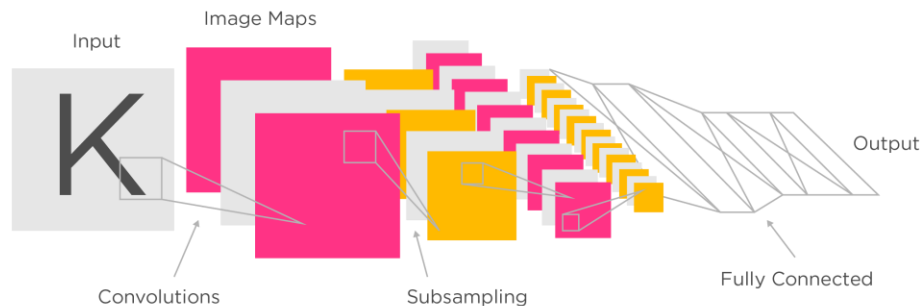 Image Maps
Input
K
Output
Fully Connected
Convolutions
Subsampling